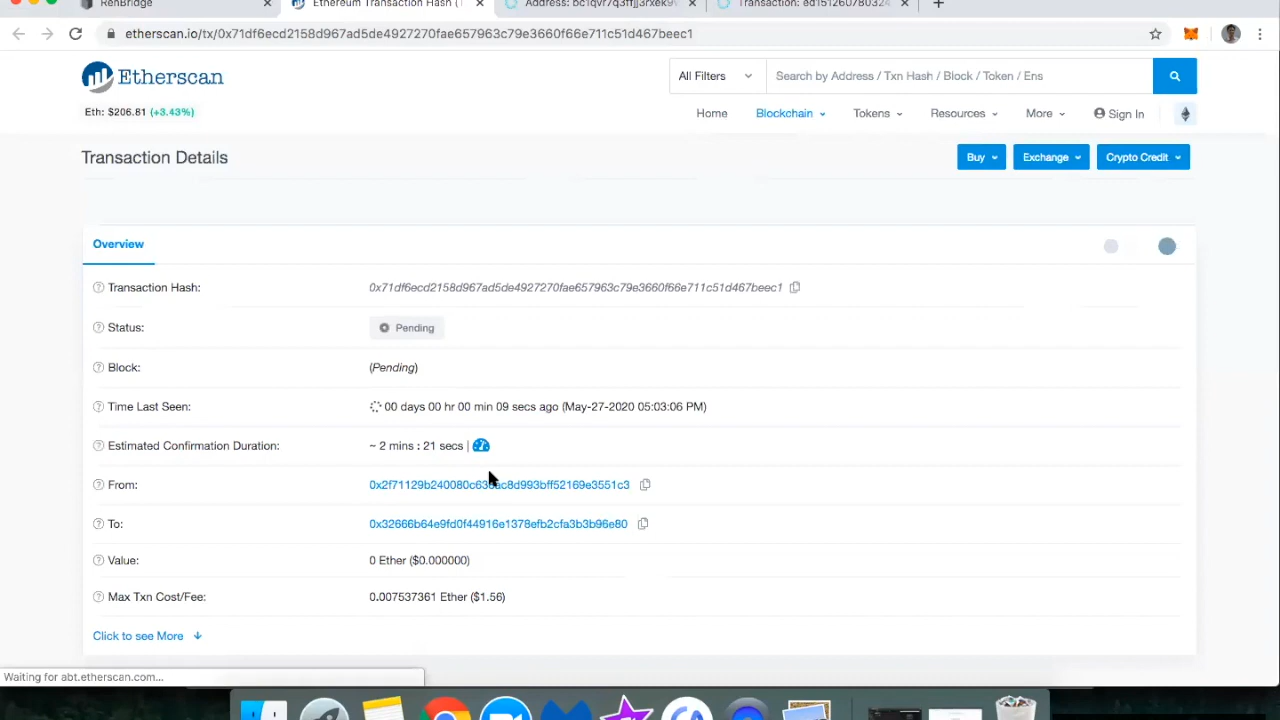 RenBridge
Ethereum Transaction Hash (T
Address: bc1qvr7q3ffjj3rxek9v
Transaction: ed151260780324
etherscan.io/tx/0x71df6ecd2158d967ad5de4927270fae657963c79e3660f66e711c51d467beec1
Etherscan
All Filters
Search by Address / Txn Hash / Block / Token / Ens
Eth: $206.81 (+3.43%)
Home
Blockchain
Tokens
Resources
More
Sign In
Transaction Details
Buy
Exchange
Crypto Credit
Overview
Transaction Hash: 0x71df6ecd2158d967ad5de4927270fae657963c79e3660f66e711c51d467beec1
Status: Pending
Block: (Pending)
Time Last Seen: 00 days 00 hr 00 min 09 secs ago (May-27-2020 05:03:06 PM)
Estimated Confirmation Duration: ~ 2 mins : 21 secs |
From:
To: 0x32666b64e9fd0f44916e1378efb2cfa3b3b96e80
Value: 0 Ether ($0.000000)
Max Txn Cost/Fee: 0.007537361 Ether ($1.56)
Click to see More
Waiting for abt.etherscan.com...